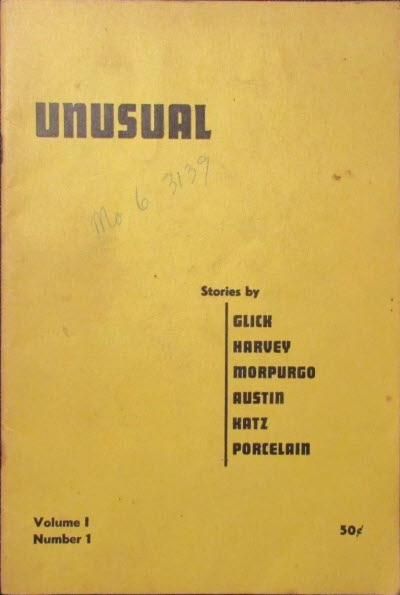 UNUSUAL
Mo 6 3139
Stories by
GLICK
HARVEY
MORPURGO
AUSTIN
KATZ
PORCELAIN
Volume I
Number 1
50¢